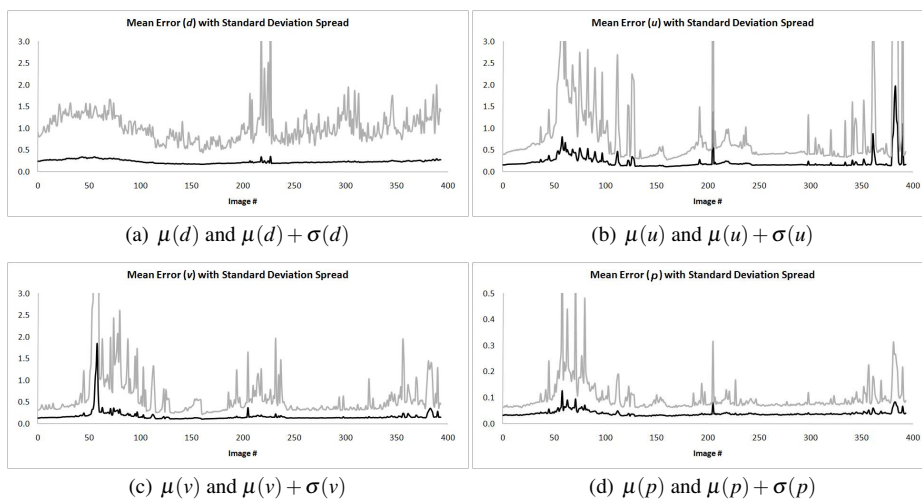 Mean Error (d) with Standard Deviation Spread
3.0
2.5
2.0
1.5
1.0
0.5
0.0
0 50 100 150 200 250 300 350 400
Image #
(a) μ(d) and μ(d) + σ(d)
Mean Error (u) with Standard Deviation Spread
3.0
2.5
2.0
1.5
1.0
0.5
0.0
0 50 100 150 200 250 300 350 400
Image #
(b) μ(u) and μ(u) + σ(u)
Mean Error (v) with Standard Deviation Spread
3.0
2.5
2.0
1.5
1.0
0.5
0.0
0 50 100 150 200 250 300 350 400
Image #
(c) μ(v) and μ(v) + σ(v)
Mean Error (p) with Standard Deviation Spread
0.5
0.4
0.3
0.2
0.1
0.0
0 50 100 150 200 250 300 350 400
Image #
(d) μ(p) and μ(p) + σ(p)